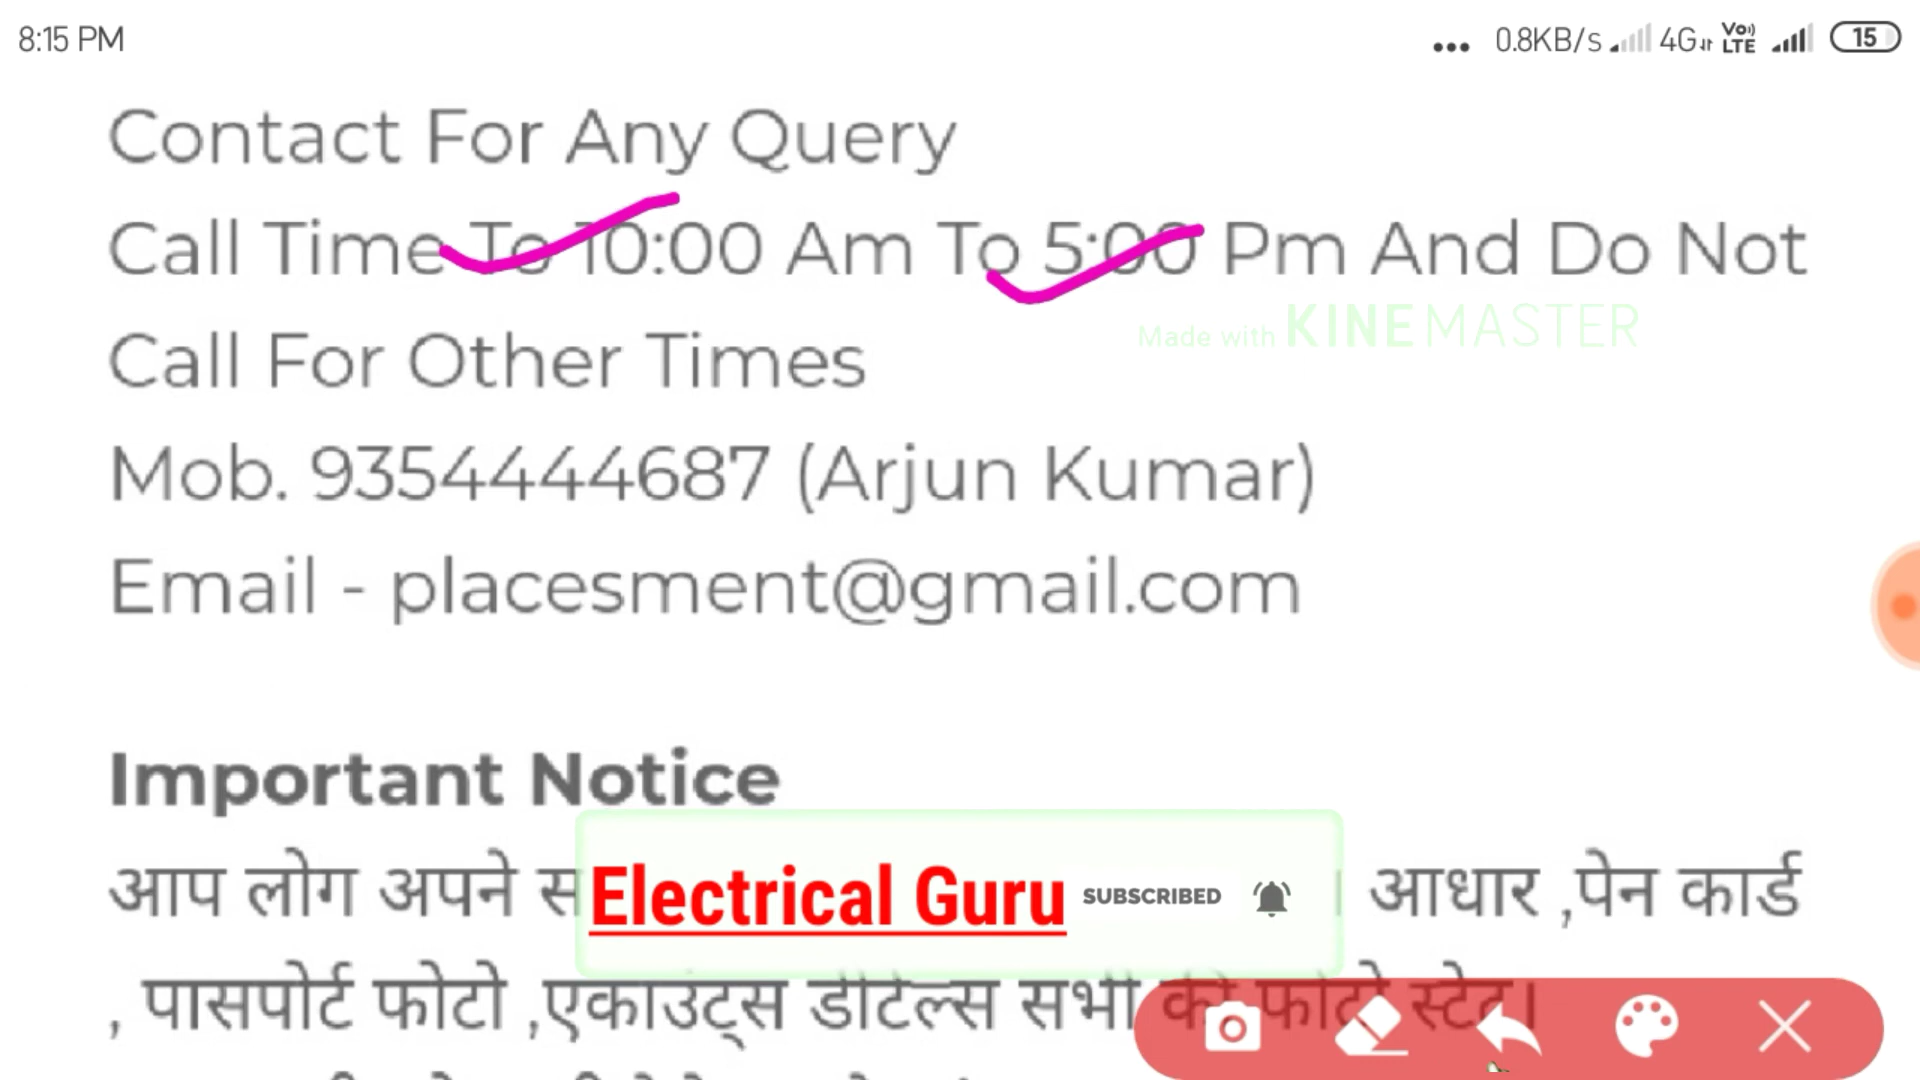 8:15 PM ... 0.8KB/s 4G Vo)) LTE 15
Contact For Any Query
Call Time To 10:00 Am To 5:00 Pm And Do Not
Made with KINEMASTER
Call For Other Times
Mob. 9354444687 (Arjun Kumar)
Email - placesment@gmail.com
Important Notice
आप लोग अपने । आधार ,पेन कार्ड
Electrical Guru SUBSCRIBED
, पासपोर्ट फोटो ,एकाउंट्स डीटेल्स सभी की फोटो स्टेट।